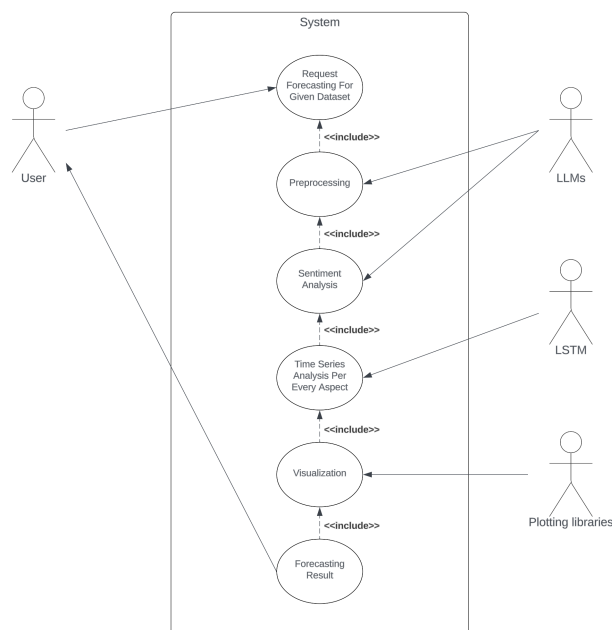 System
Request
Forecasting For
Given Dataset
<<include>>
User
Preprocessing
LLMs
<<include>>
Sentiment
Analysis
<<include>>
LSTM
Time Series
Analysis Per
Every Aspect
<<include>>
Visualization
Plotting libraries
<<include>>
Forecasting
Result